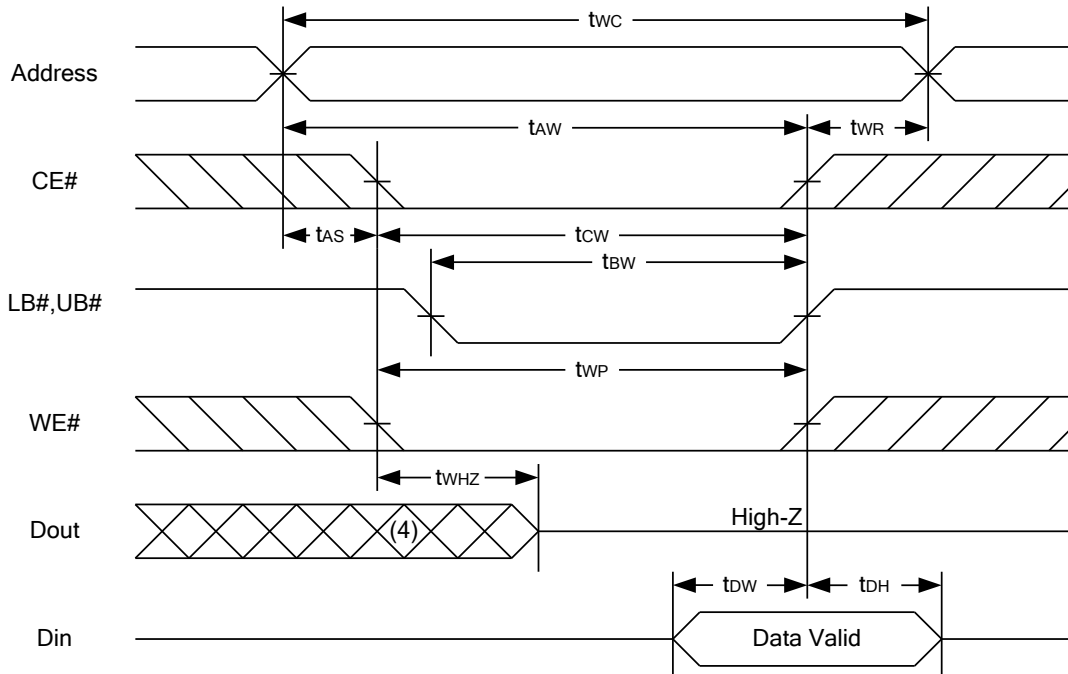 tWC
Address
tAW
tWR
CE#
tAS
tCW
tBW
LB#,UB#
tWP
WE#
tWHZ
Dout
(4)
High-Z
tDW
tDH
Din
Data Valid